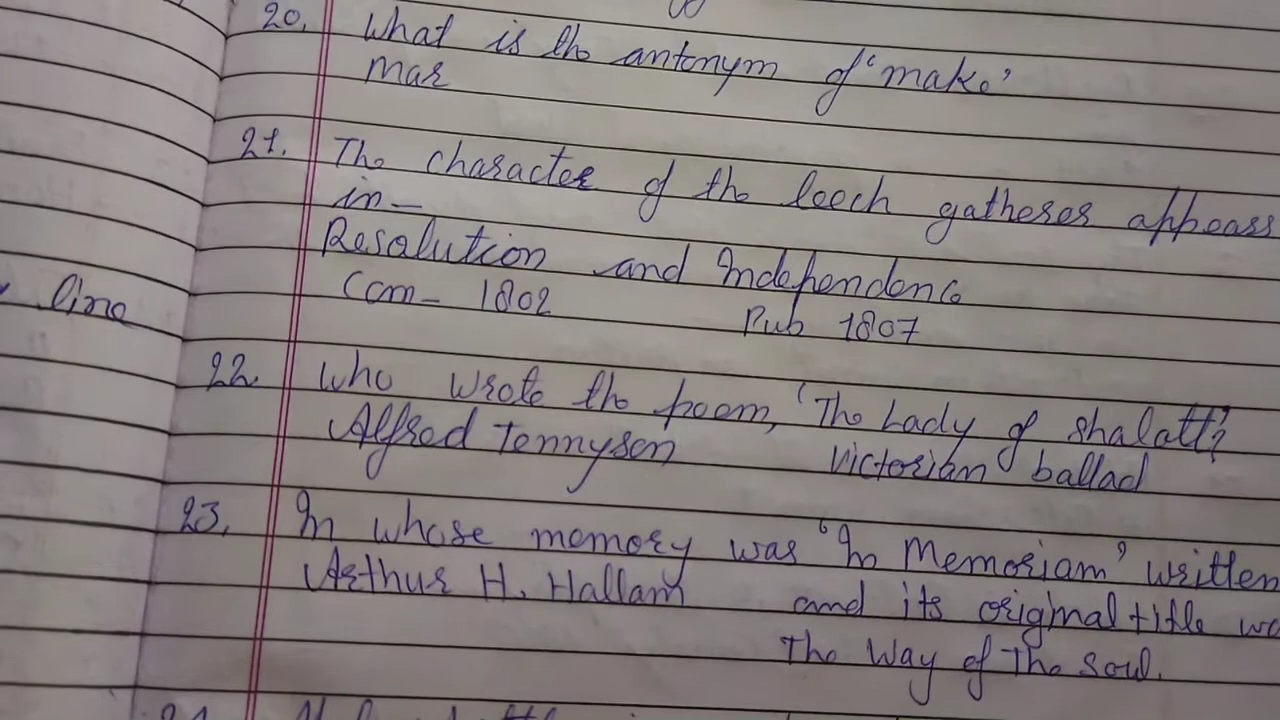 20. What is the antonym of 'make'
mar
21. The character of the leech gatherer appears
in -
Resolution and Independence
Com - 1802 Pub 1807
line
22. Who wrote the poem, 'The Lady of Shalatt?
Alfred Tennyson Victorian ballad
23. In whose memory was 'In Memoriam' written
Arthur H. Hallam and its original title
The Way of The soul.